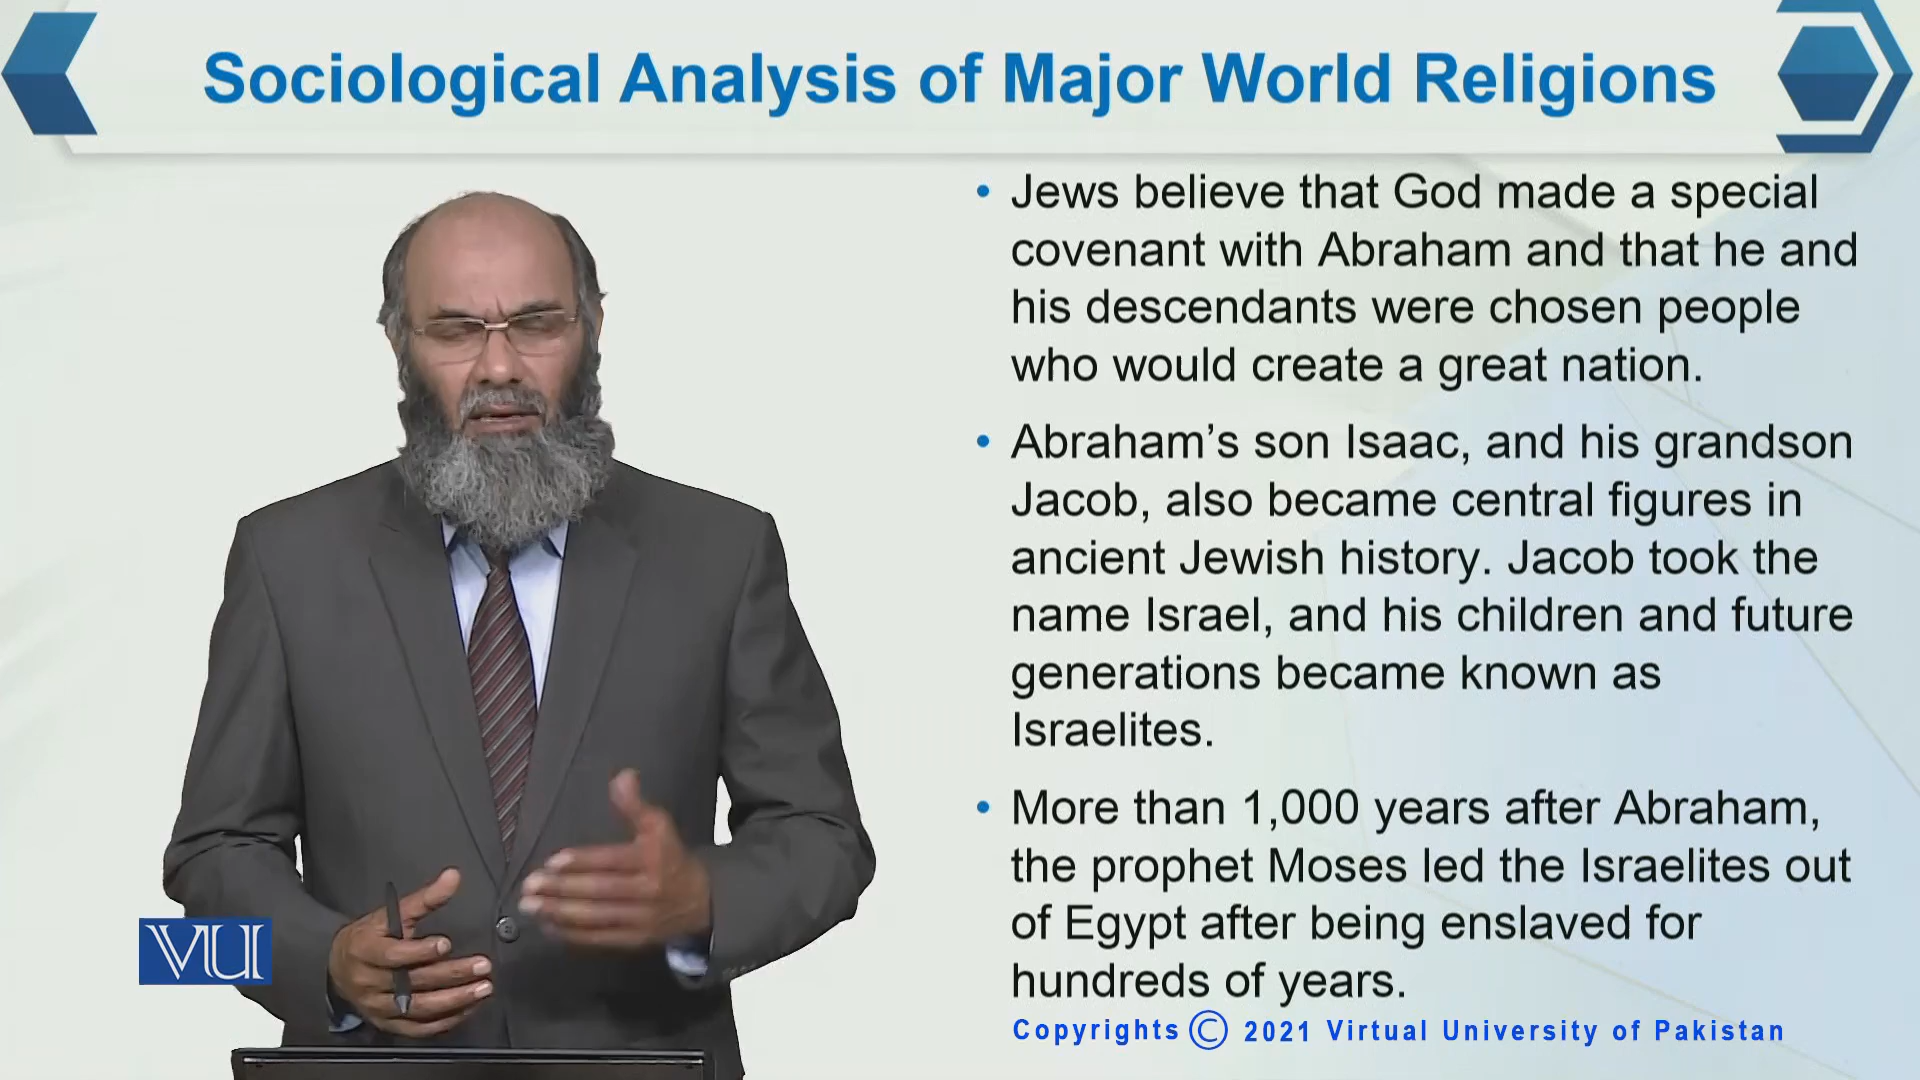 Sociological Analysis of Major World Religions
• Jews believe that God made a special
covenant with Abraham and that he and
his descendants were chosen people
who would create a great nation.
• Abraham’s son Isaac, and his grandson
Jacob, also became central figures in
ancient Jewish history. Jacob took the
name Israel, and his children and future
generations became known as
Israelites.
• More than 1,000 years after Abraham,
the prophet Moses led the Israelites out
of Egypt after being enslaved for
hundreds of years.
VU
Copyrights © 2021 Virtual University of Pakistan